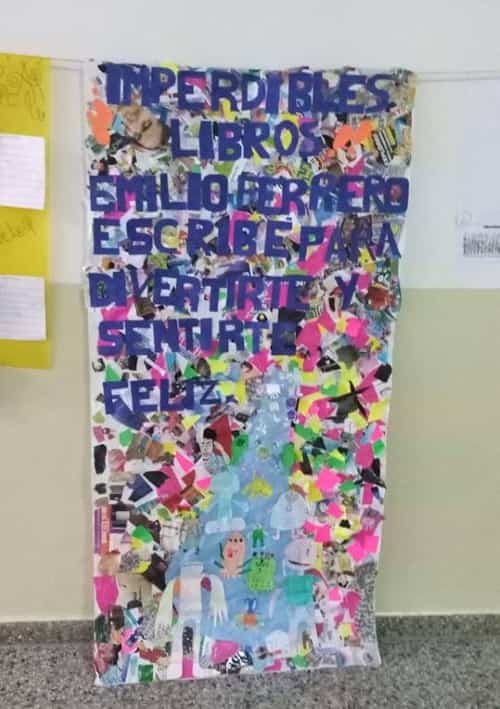 IMPERDIBLES
LIBROS
EMILIO FERRERO
ESCRIBE PARA
DIVERTIRTE Y
SENTIRTE
FELIZ.